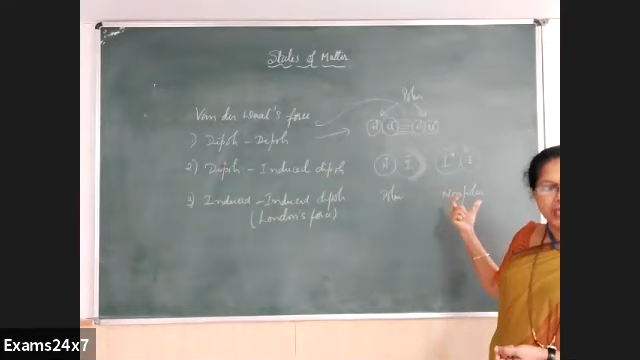 States of Matter
Polar
Van der Waal's force
1) Dipole - Dipole
2) Dipole - Induced dipole
3) Induced - Induced dipole
Polar
Nonpolar
(London's force)
Exams24x7